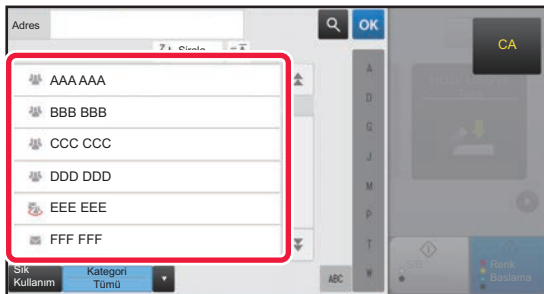 Adres
OK
CA
Sırala
AAA AAA
BBB BBB
CCC CCC
DDD DDD
EEE EEE
FFF FFF
A
D
G
J
M
P
T
W
ABC
Sık
Kullanım
Kategori
Tümü
S/B
Renk
Başlama